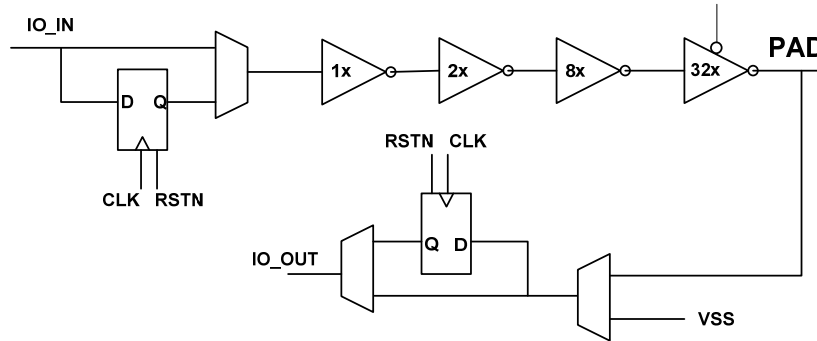 IO_IN
PAD
1x 2x 8x 32x
D Q
RSTN CLK
CLK RSTN
Q D
IO_OUT
VSS